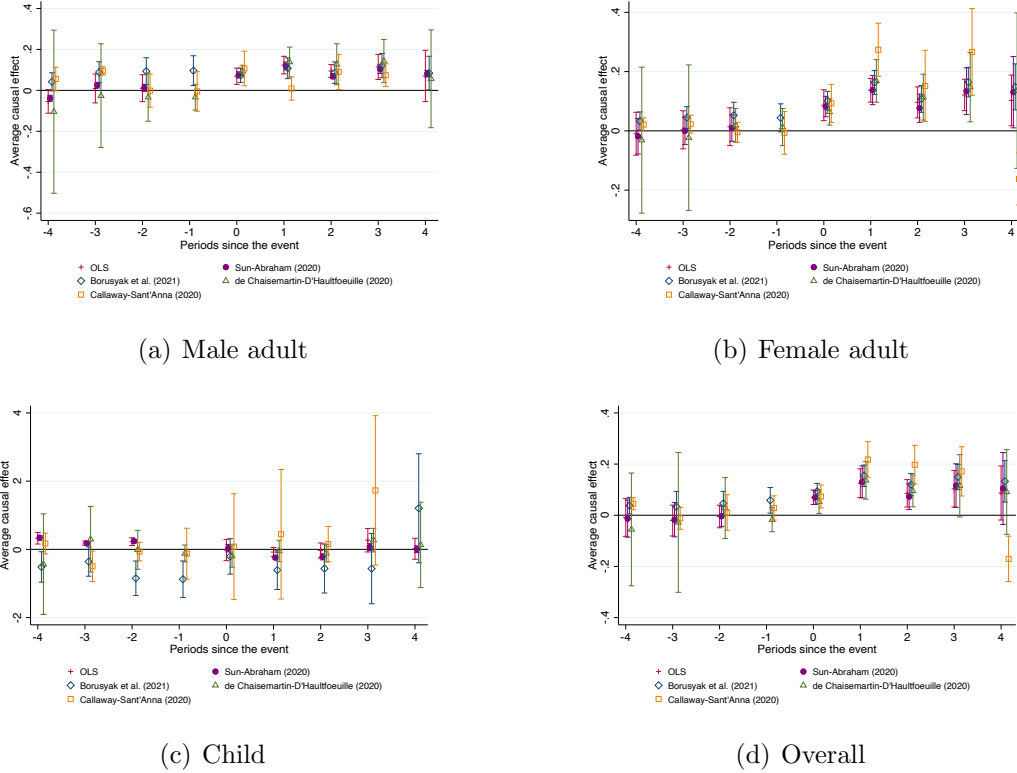 .4
.2
0
-.2
-.4
-.6
Average causal effect
-4 -3 -2 -1 0 1 2 3 4
Periods since the event
OLS Sun-Abraham (2020)
Borusyak et al. (2021) de Chaisemartin-D'Haultfoeuille (2020)
Callaway-Sant'Anna (2020)
(a) Male adult
.4
.2
0
-.2
Average causal effect
-4 -3 -2 -1 0 1 2 3 4
Periods since the event
OLS Sun-Abraham (2020)
Borusyak et al. (2021) de Chaisemartin-D'Haultfoeuille (2020)
Callaway-Sant'Anna (2020)
(b) Female adult
4
2
0
-2
Average causal effect
-4 -3 -2 -1 0 1 2 3 4
Periods since the event
OLS Sun-Abraham (2020)
Borusyak et al. (2021) de Chaisemartin-D'Haultfoeuille (2020)
Callaway-Sant'Anna (2020)
(c) Child
.4
.2
0
-.2
-.4
Average causal effect
-4 -3 -2 -1 0 1 2 3 4
Periods since the event
OLS Sun-Abraham (2020)
Borusyak et al. (2021) de Chaisemartin-D'Haultfoeuille (2020)
Callaway-Sant'Anna (2020)
(d) Overall